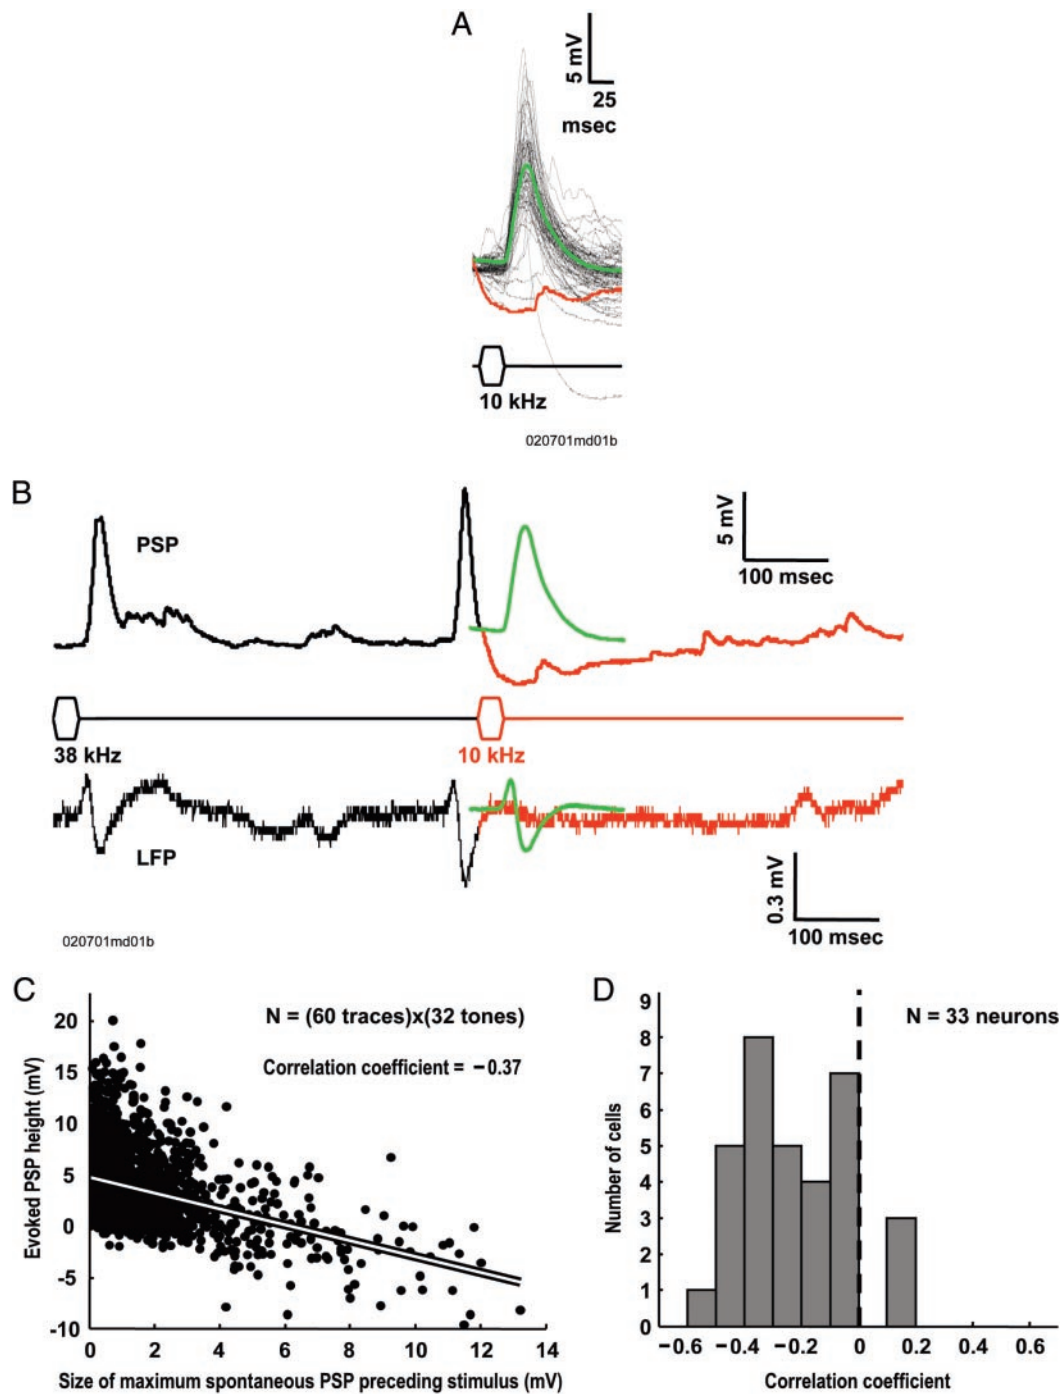 A
5 mV
25
msec
10 kHz
020701md01b
B
PSP
5 mV
100 msec
38 kHz
10 kHz
LFP
0.3 mV
100 msec
020701md01b
C
N = (60 traces)x(32 tones)
Correlation coefficient = −0.37
Evoked PSP height (mV)
20
15
10
5
0
-5
-10
0 2 4 6 8 10 12 14
Size of maximum spontaneous PSP preceding stimulus (mV)
D
N = 33 neurons
Number of cells
9
8
7
6
5
4
3
2
1
0
−0.6 −0.4 −0.2 0 0.2 0.4 0.6
Correlation coefficient